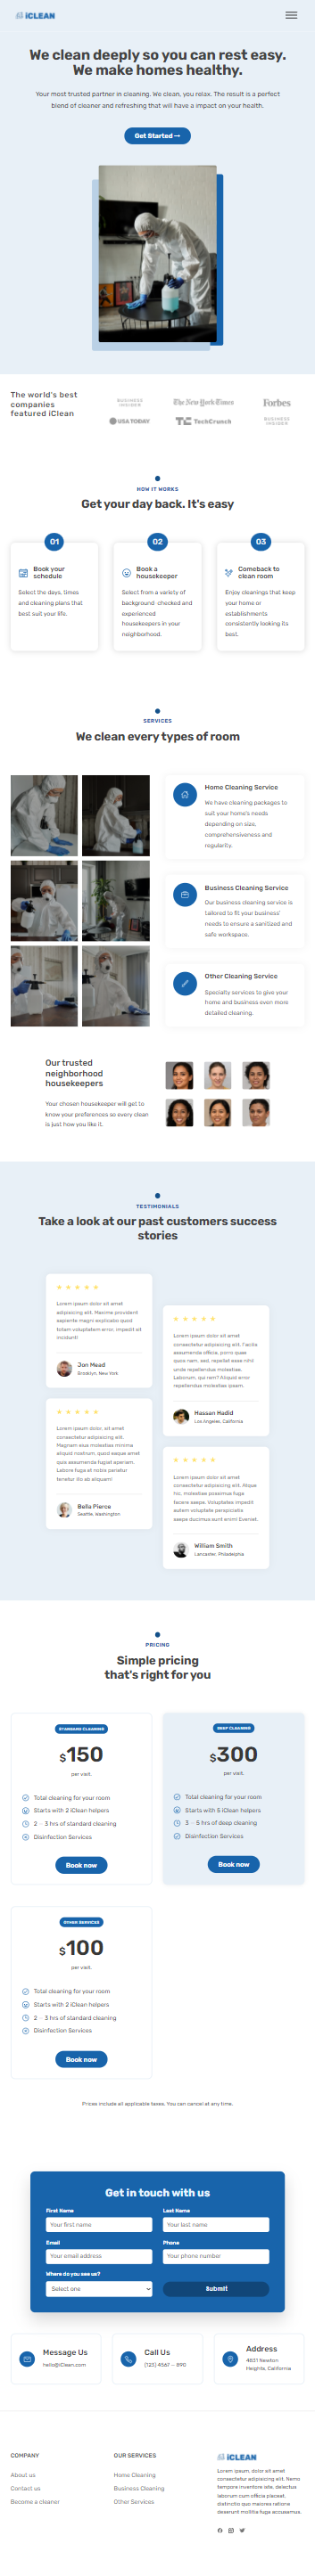 iCLEAN
We clean deeply so you can rest easy.
We make homes healthy.
Your most trusted partner in cleaning. We clean, you relax. The result is a perfect
blend of cleaner and refreshing that will have a impact on your health.
Get Started →
The world's best
companies
featured iClean
BUSINESS
INSIDER
The New York Times
Forbes
USA TODAY
TC TechCrunch
BUSINESS
INSIDER
HOW IT WORKS
Get your day back. It's easy
01
Book your
schedule
Select the days, times
and cleaning plans that
best suit your life.
02
Book a
housekeeper
Select from a variety of
background checked and
experienced
housekeepers in your
neighborhood.
03
Comeback to
clean room
Enjoy cleanings that keep
your home or
establishments
consistently looking its
best.
SERVICES
We clean every types of room
Home Cleaning Service
We have cleaning packages to
suit your home's needs
depending on size,
comprehensiveness and
regularity.
Business Cleaning Service
Our business cleaning service is
tailored to fit your business'
needs to ensure a sanitized and
safe workspace.
Other Cleaning Service
Specialty services to give your
home and business even more
detailed cleaning.
Our trusted
neighborhood
housekeepers
Your chosen housekeeper will get to
know your preferences so every clean
is just how you like it.
TESTIMONIALS
Take a look at our past customers success
stories
Lorem ipsum dolor sit amet
adipisicing elit. Maxime provident
sapiente magni explicabo quod
totam voluptatem error, impedit sit
incidunt!
Jon Mead
Brooklyn, New York
Lorem ipsum dolor, sit amet
consectetur adipisicing elit.
Magnam eius molestias minima
aliquid nostrum, quod saque amet
quos assumenda fugiat aperiam.
Labore fuga at nobis pariatur
tenetur illo ab aliquam!
Bella Pierce
Seattle, Washington
Lorem ipsum dolor sit amet
consectetur adipisicing elit. Facilis
assumenda officia, porro quae
quos nam, sed, repellat esse nihil
unde repellendus molestiae.
Laborum, qui rem? Aliquid error
repellendus molestias ipsam.
Hassan Hadid
Los Angeles, California
Lorem ipsum dolor sit amet
consectetur adipisicing elit. Atque
hic, molestiae possimus fuga
facere saepe. Voluptates impedit
autem voluptate perspiciatis
saepe ducimus sunt enim! Eveniet.
William Smith
Lancaster, Philadelphia
PRICING
Simple pricing
that's right for you
STANDARD CLEANING
$150
per visit.
Total cleaning for your room
Starts with 2 iClean helpers
2 - 3 hrs of standard cleaning
Disinfection Services
Book now
DEEP CLEANING
$300
per visit.
Total cleaning for your room
Starts with 5 iClean helpers
3 - 5 hrs of deep cleaning
Disinfection Services
Book now
OTHER SERVICES
$100
per visit.
Total cleaning for your room
Starts with 2 iClean helpers
2 - 3 hrs of standard cleaning
Disinfection Services
Book now
Prices include all applicable taxes. You can cancel at any time.
Get in touch with us
First Name
Last Name
Your first name
Your last name
Email
Phone
Your email address
Your phone number
Where do you see us?
Select one
Submit
Message Us
hello@iClean.com
Call Us
(123) 4567 - 890
Address
4831 Newton
Heights, California
COMPANY
About us
Contact us
Become a cleaner
OUR SERVICES
Home Cleaning
Business Cleaning
Other Services
iCLEAN
Lorem ipsum, dolor sit amet
consectetur adipisicing elit. Nemo
tempore inventore iste, delectus
laborum cum officia placeat,
distinctio quo maiores ratione
deserunt mollitia fuga accusamus.